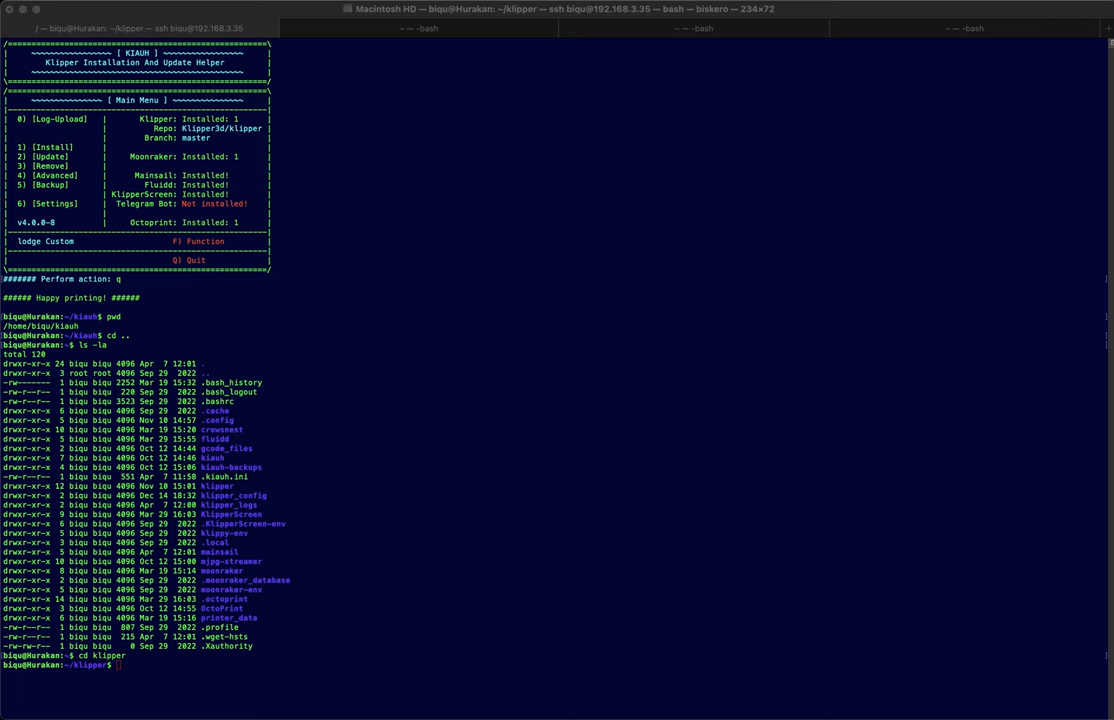 Macintosh HD — biqu@Hurakan: ~/klipper — ssh biqu@192.168.3.35 — bash — biskero — 234×72
/ — biqu@Hurakan: ~/klipper — ssh biqu@192.168.3.35
~ — -bash
~ — -bash
~ — -bash
/=======================================================\
|     ~~~~~~~~~~~~~~~~~ [ KIAUH ] ~~~~~~~~~~~~~~~~~     |
|        Klipper Installation And Update Helper         |
|     ~~~~~~~~~~~~~~~~~~~~~~~~~~~~~~~~~~~~~~~~~~~~~     |
\=======================================================/
/=======================================================\
|     ~~~~~~~~~~~~~~~ [ Main Menu ] ~~~~~~~~~~~~~~~     |
|-------------------------------------------------------|
|  0) [Log-Upload]   |       Klipper: Installed: 1      |
|                    |          Repo: Klipper3d/klipper |
|                    |        Branch: master            |
|  1) [Install]      |                                  |
|  2) [Update]       |     Moonraker: Installed: 1      |
|  3) [Remove]       |                                  |
|  4) [Advanced]     |      Mainsail: Installed!        |
|  5) [Backup]       |        Fluidd: Installed!        |
|                    | KlipperScreen: Installed!        |
|  6) [Settings]     |  Telegram Bot: Not installed!    |
|                    |                                  |
|  v4.0.0-8          |     Octoprint: Installed: 1      |
|-------------------------------------------------------|
|  lodge Custom                     F) Function         |
|-------------------------------------------------------|
|                                   Q) Quit             |
\=======================================================/
####### Perform action: q
###### Happy printing! ######
biqu@Hurakan:~/kiauh$ pwd
/home/biqu/kiauh
biqu@Hurakan:~/kiauh$ cd ..
biqu@Hurakan:~$ ls -la
total 120
drwxr-xr-x 24 biqu biqu 4096 Apr  7 12:01 .
drwxr-xr-x  3 root root 4096 Sep 29  2022 ..
-rw-------  1 biqu biqu 2252 Mar 19 15:32 .bash_history
-rw-r--r--  1 biqu biqu  220 Sep 29  2022 .bash_logout
-rw-r--r--  1 biqu biqu 3523 Sep 29  2022 .bashrc
drwxr-xr-x  6 biqu biqu 4096 Sep 29  2022 .cache
drwxr-xr-x  5 biqu biqu 4096 Nov 10 14:57 .config
drwxr-xr-x 10 biqu biqu 4096 Mar 19 15:20 crowsnest
drwxr-xr-x  5 biqu biqu 4096 Mar 29 15:55 fluidd
drwxr-xr-x  2 biqu biqu 4096 Oct 12 14:44 gcode_files
drwxr-xr-x  7 biqu biqu 4096 Oct 12 14:46 kiauh
drwxr-xr-x  4 biqu biqu 4096 Oct 12 15:06 kiauh-backups
-rw-r--r--  1 biqu biqu  551 Apr  7 11:58 .kiauh.ini
drwxr-xr-x 12 biqu biqu 4096 Nov 10 15:01 klipper
drwxr-xr-x  2 biqu biqu 4096 Dec 14 18:32 klipper_config
drwxr-xr-x  2 biqu biqu 4096 Apr  7 12:00 klipper_logs
drwxr-xr-x  9 biqu biqu 4096 Mar 29 16:03 KlipperScreen
drwxr-xr-x  6 biqu biqu 4096 Sep 29  2022 .KlipperScreen-env
drwxr-xr-x  5 biqu biqu 4096 Sep 29  2022 klippy-env
drwxr-xr-x  5 biqu biqu 4096 Sep 29  2022 .local
drwxr-xr-x  5 biqu biqu 4096 Apr  7 12:01 mainsail
drwxr-xr-x 10 biqu biqu 4096 Oct 12 15:00 mjpg-streamer
drwxr-xr-x  8 biqu biqu 4096 Mar 19 15:14 moonraker
drwxr-xr-x  2 biqu biqu 4096 Sep 29  2022 .moonraker_database
drwxr-xr-x  5 biqu biqu 4096 Sep 29  2022 moonraker-env
drwxr-xr-x 14 biqu biqu 4096 Mar 29 16:03 .octoprint
drwxr-xr-x  3 biqu biqu 4096 Oct 12 14:55 OctoPrint
drwxr-xr-x  6 biqu biqu 4096 Mar 19 15:16 printer_data
-rw-r--r--  1 biqu biqu  807 Sep 29  2022 .profile
-rw-r--r--  1 biqu biqu  215 Apr  7 12:01 .wget-hsts
-rw-rw-r--  1 biqu biqu    0 Sep 29  2022 .Xauthority
biqu@Hurakan:~$ cd klipper
biqu@Hurakan:~/klipper$